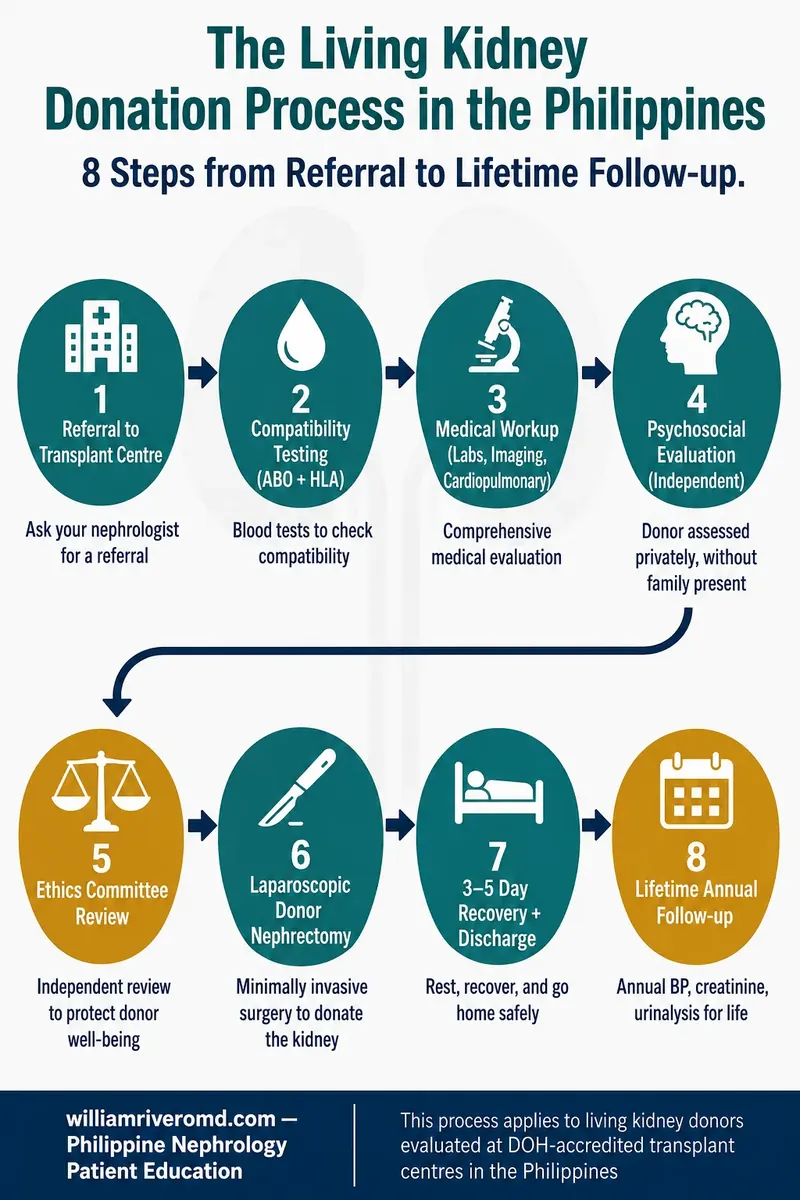 The Living Kidney
Donation Process in the Philippines
8 Steps from Referral to Lifetime Follow-up.
1
Referral to
Transplant Centre
Ask your nephrologist
for a referral
2
Compatibility
Testing
(ABO + HLA)
Blood tests to check
compatibility
3
Medical Workup
(Labs, Imaging,
Cardiopulmonary)
Comprehensive
medical evaluation
4
Psychosocial
Evaluation
(Independent)
Donor assessed
privately, without
family present
5
Ethics Committee
Review
Independent review
to protect donor
well-being
6
Laparoscopic
Donor
Nephrectomy
Minimally invasive
surgery to donate
the kidney
7
3–5 Day
Recovery +
Discharge
Rest, recover, and go
home safely
8
Lifetime Annual
Follow-up
Annual BP, creatinine,
urinalysis for life
williamriveromd.com —
Philippine Nephrology
Patient Education
This process applies to living kidney donors
evaluated at DOH-accredited transplant
centres in the Philippines